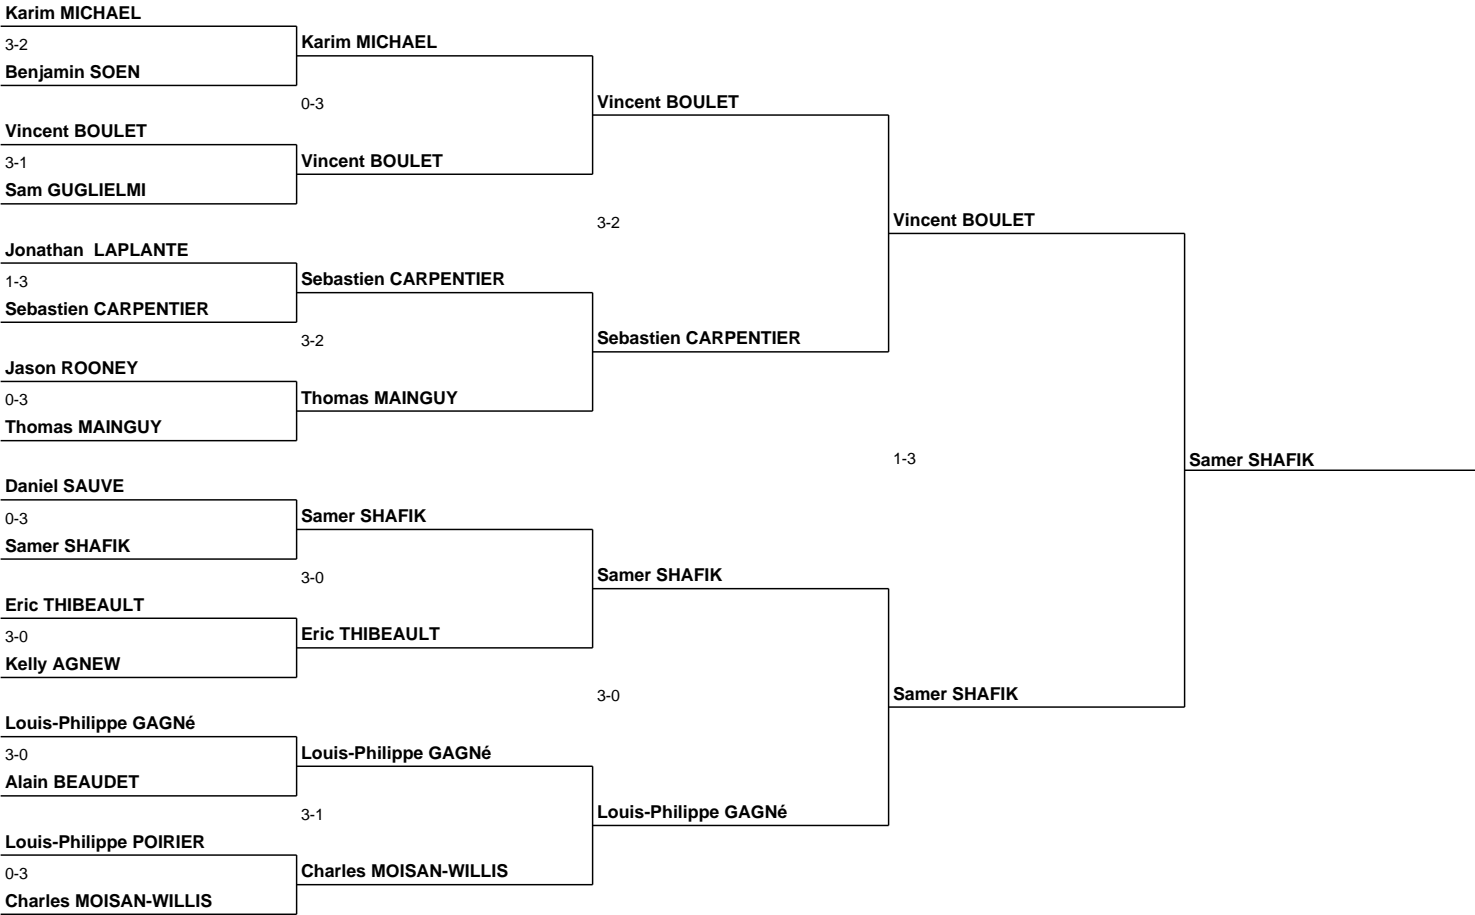 Karim MICHAEL
3-2
Benjamin SOEN
Vincent BOULET
3-1
Sam GUGLIELMI
Jonathan  LAPLANTE
1-3
Sebastien CARPENTIER
Jason ROONEY
0-3
Thomas MAINGUY
Daniel SAUVE
0-3
Samer SHAFIK
Eric THIBEAULT
3-0
Kelly AGNEW
Louis-Philippe GAGNé
3-0
Alain BEAUDET
Louis-Philippe POIRIER
0-3
Charles MOISAN-WILLIS
Karim MICHAEL
0-3
Vincent BOULET
Sebastien CARPENTIER
3-2
Thomas MAINGUY
Samer SHAFIK
3-0
Eric THIBEAULT
Louis-Philippe GAGNé
3-1
Charles MOISAN-WILLIS
Vincent BOULET
3-2
Sebastien CARPENTIER
Samer SHAFIK
3-0
Louis-Philippe GAGNé
Vincent BOULET
1-3
Samer SHAFIK
Samer SHAFIK